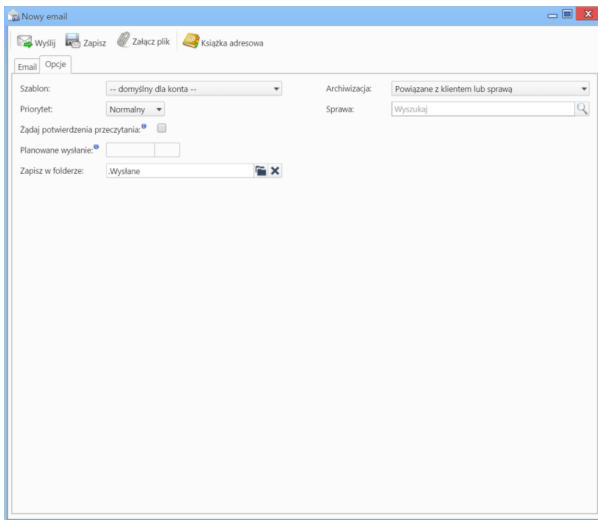 Nowy email
Wyślij Zapisz Załącz plik Książka adresowa
Email Opcje
Szablon: -- domyślny dla konta -- Archiwizacja: Powiązane z klientem lub sprawą
Priorytet: Normalny Sprawa: Wyszukaj
Żądaj potwierdzenia przeczytania:
Planowane wysłanie:
Zapisz w folderze: .Wysłane